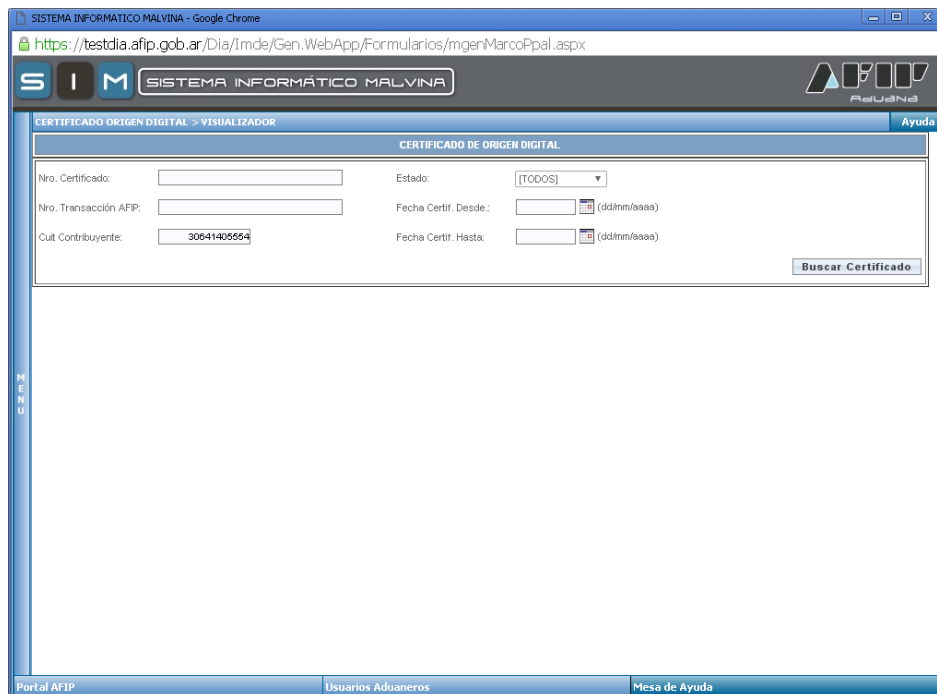 SISTEMA INFORMATICO MALVINA - Google Chrome
https://testdia.afip.gob.ar/Dia/Imde/Gen.WebApp/Formularios/mgenMarcoPpal.aspx
S I M SISTEMA INFORMÁTICO MALVINA AFIP
ADUANA
CERTIFICADO ORIGEN DIGITAL > VISUALIZADOR Ayuda
CERTIFICADO DE ORIGEN DIGITAL
Nro. Certificado: Estado: [TODOS]
Nro. Transacción AFIP: Fecha Certif. Desde.: (dd/mm/aaaa)
Cuit Contribuyente: 30641405554 Fecha Certif. Hasta: (dd/mm/aaaa)
Buscar Certificado
MENU
Portal AFIP Usuarios Aduaneros Mesa de Ayuda